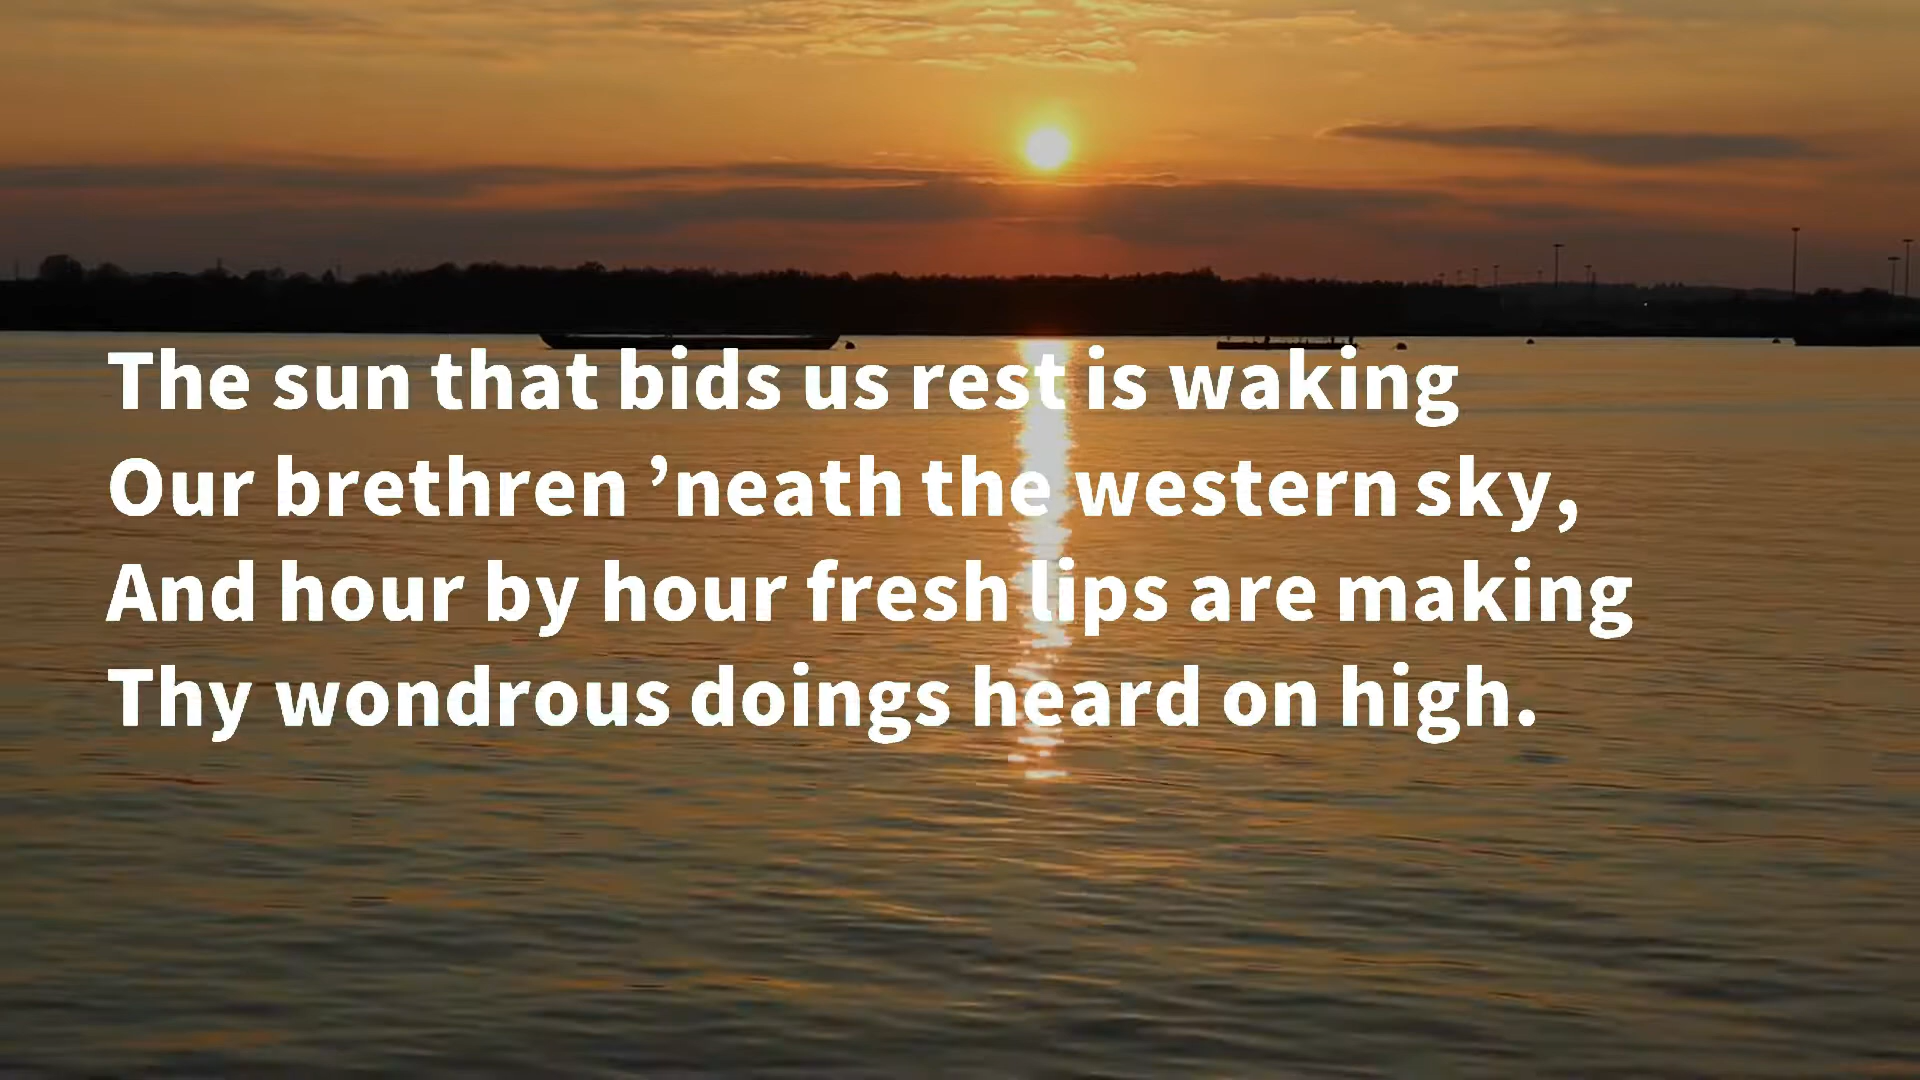 The sun that bids us rest is waking
Our brethren ’neath the western sky,
And hour by hour fresh lips are making
Thy wondrous doings heard on high.